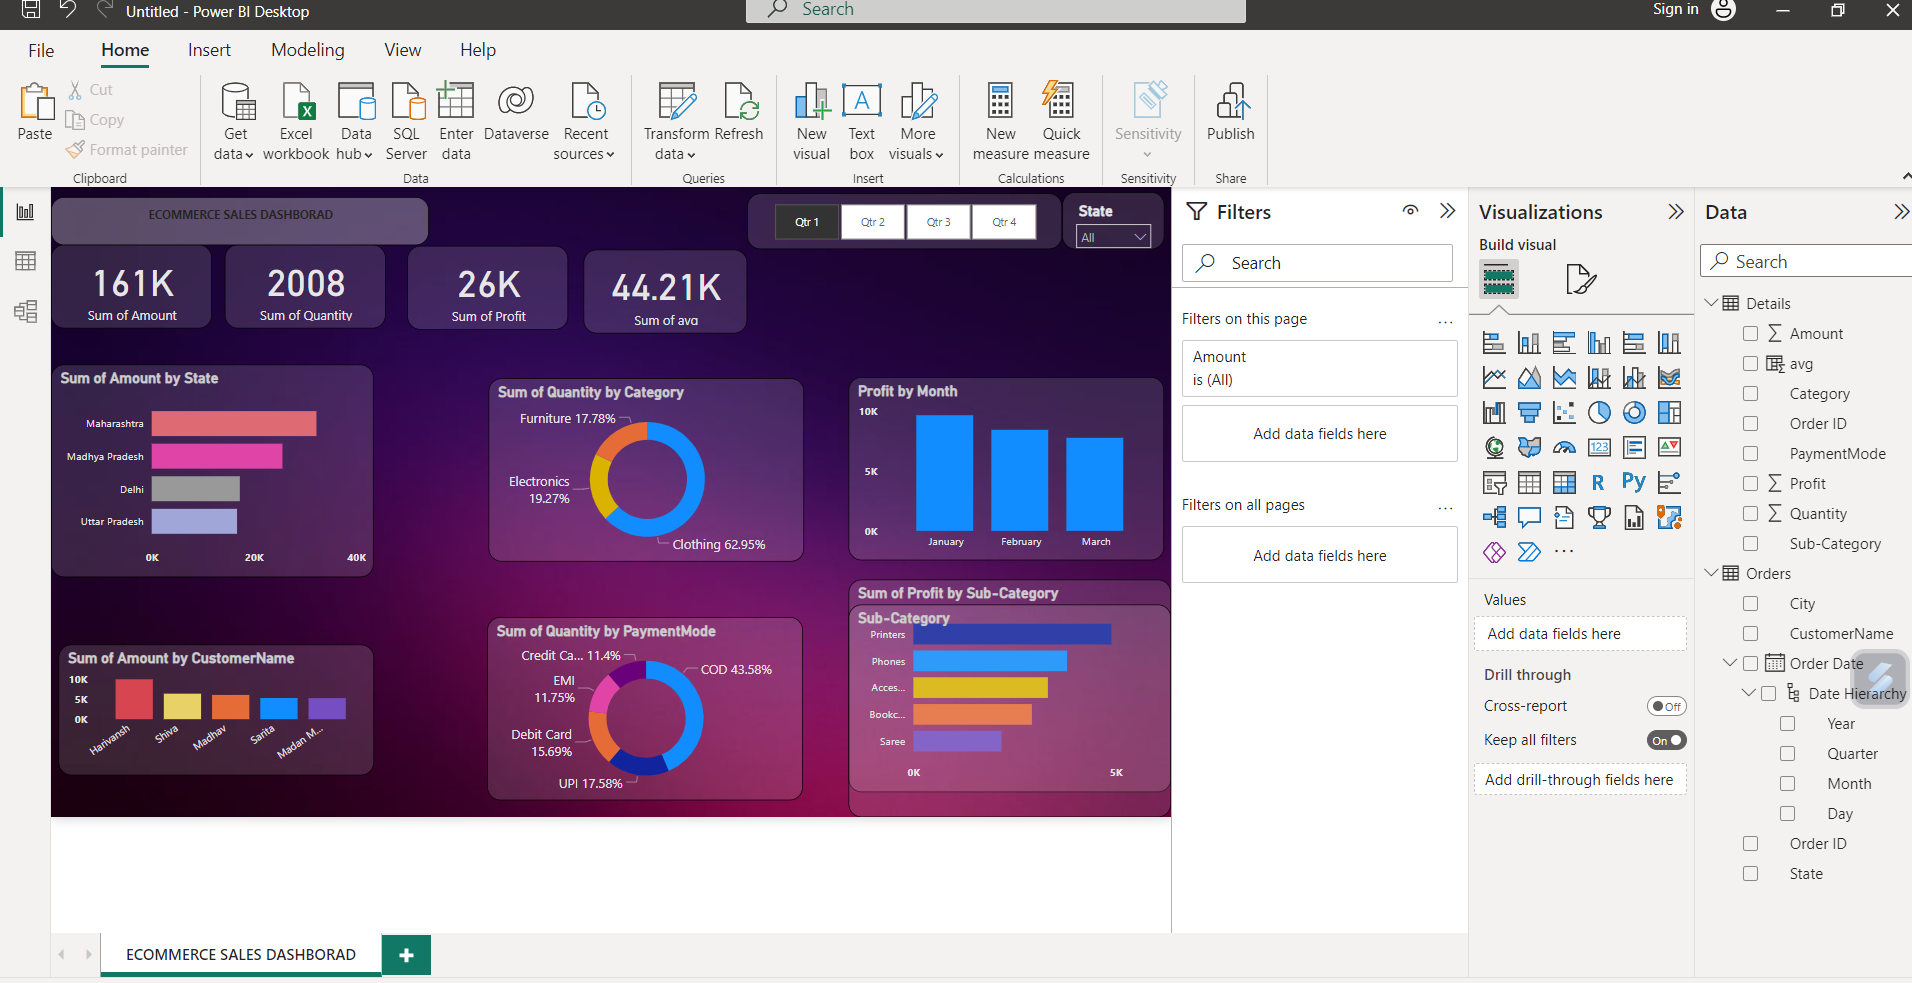 Untitled - Power BI Desktop
Search
Sign in
File
Home
Insert
Modeling
View
Help
Paste
Cut
Copy
Format painter
Clipboard
Get data
Excel workbook
Data hub
SQL Server
Enter data
Dataverse
Recent sources
Data
Transform data
Refresh
Queries
New visual
Text box
More visuals
Insert
New measure
Quick measure
Calculations
Sensitivity
Sensitivity
Publish
Share
ECOMMERCE SALES DASHBORAD
Qtr 1
Qtr 2
Qtr 3
Qtr 4
State
All
161K
Sum of Amount
2008
Sum of Quantity
26K
Sum of Profit
44.21K
Sum of avg
Sum of Amount by State
Maharashtra
Madhya Pradesh
Delhi
Uttar Pradesh
0K
20K
40K
Sum of Quantity by Category
Furniture 17.78%
Electronics
19.27%
Clothing 62.95%
Profit by Month
10K
5K
0K
January
February
March
Sum of Amount by CustomerName
10K
5K
0K
Harivansh
Shiva
Madhav
Sarita
Madan M...
Sum of Quantity by PaymentMode
Credit Ca... 11.4%
COD 43.58%
EMI
11.75%
Debit Card
15.69%
UPI 17.58%
Sum of Profit by Sub-Category
Sub-Category
Printers
Phones
Acces...
Bookc...
Saree
0K
5K
Filters
Search
Filters on this page
...
Amount
is (All)
Add data fields here
Filters on all pages
...
Add data fields here
Visualizations
Build visual
123
R
Py
...
Values
Add data fields here
Drill through
Cross-report
Off
Keep all filters
On
Add drill-through fields here
Data
Search
Details
Amount
avg
Category
Order ID
PaymentMode
Profit
Quantity
Sub-Category
Orders
City
CustomerName
Order Date
Date Hierarchy
Year
Quarter
Month
Day
Order ID
State
ECOMMERCE SALES DASHBORAD